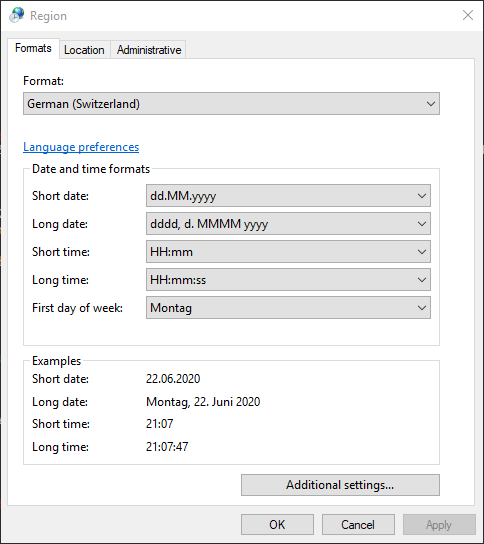 Region
Formats Location Administrative
Format:
German (Switzerland)
Language preferences
Date and time formats
Short date: dd.MM.yyyy
Long date: dddd, d. MMMM yyyy
Short time: HH:mm
Long time: HH:mm:ss
First day of week: Montag
Examples
Short date: 22.06.2020
Long date: Montag, 22. Juni 2020
Short time: 21:07
Long time: 21:07:47
Additional settings...
OK Cancel Apply